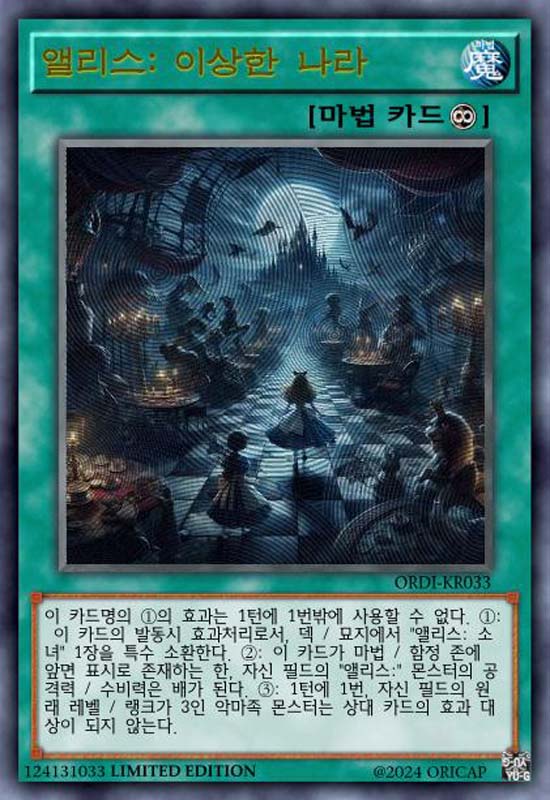 앨리스: 이상한 나라
마법
魔
[마법 카드♾]
ORDI-KR033
이 카드명의 ①의 효과는 1턴에 1번밖에 사용할 수 없다. ①:
이 카드의 발동시 효과처리로서, 덱 / 묘지에서 "앨리스: 소
녀" 1장을 특수 소환한다. ②: 이 카드가 마법 / 함정 존에
앞면 표시로 존재하는 한, 자신 필드의 "앨리스:" 몬스터의 공
격력 / 수비력은 배가 된다. ③: 1턴에 1번, 자신 필드의 원
래 레벨 / 랭크가 3인 악마족 몬스터는 상대 카드의 효과 대
상이 되지 않는다.
124131033 LIMITED EDITION
©2024 ORICAP